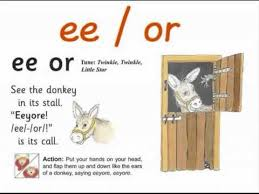 ee / or
ee or
Tune: Twinkle, Twinkle,
Little Star
See the donkey
in its stall.
"Eeyore!
/ee/-/or/!"
is its call.
Action: Put your hands on your head,
and flap them up and down like the ears
of a donkey, saying eeyore, eeyore.